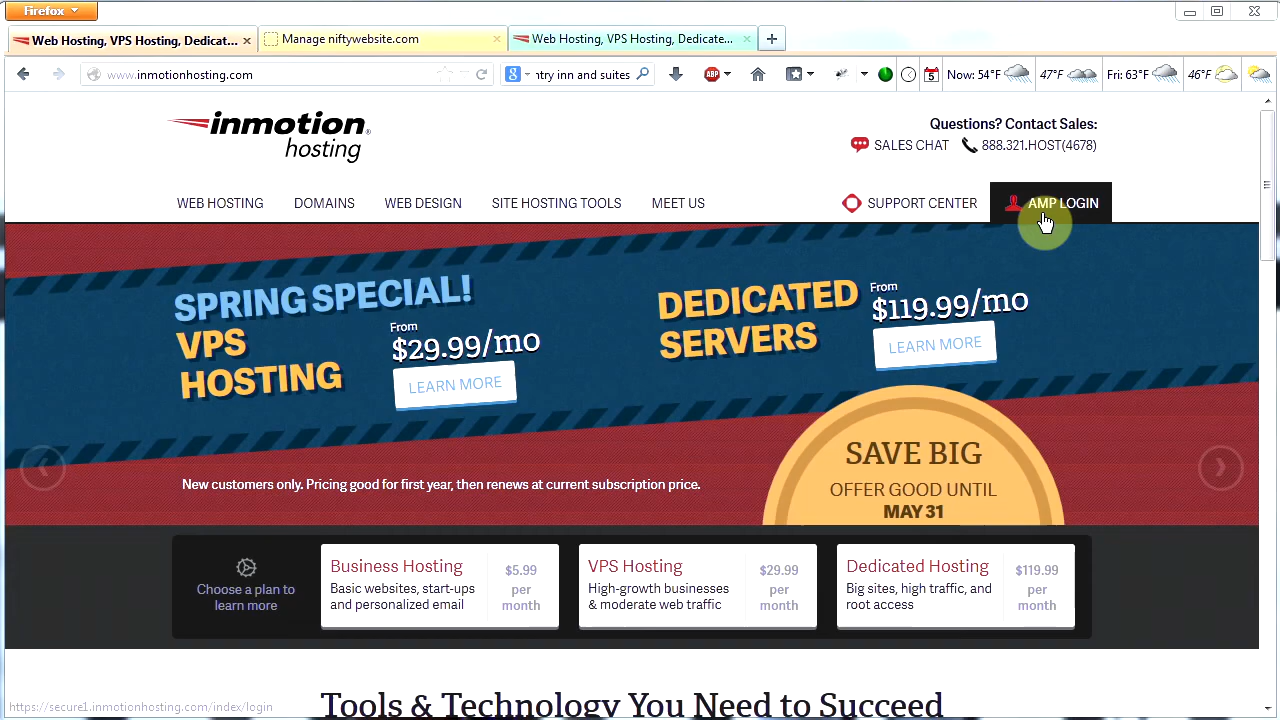 Firefox
Web Hosting, VPS Hosting, Dedicat...
Manage niftywebsite.com
Web Hosting, VPS Hosting, Dedicate...
www.inmotionhosting.com
ntry inn and suites
ABP
5
Now: 54°F
47°F
Fri: 63°F
46°F
inmotion
hosting
Questions? Contact Sales:
SALES CHAT
888.321.HOST(4678)
WEB HOSTING
DOMAINS
WEB DESIGN
SITE HOSTING TOOLS
MEET US
SUPPORT CENTER
AMP LOGIN
SPRING SPECIAL!
VPS
HOSTING
From
$29.99/mo
LEARN MORE
DEDICATED
SERVERS
From
$119.99/mo
LEARN MORE
New customers only. Pricing good for first year, then renews at current subscription price.
SAVE BIG
OFFER GOOD UNTIL
MAY 31
Choose a plan to
learn more
Business Hosting
Basic websites, start-ups
and personalized email
$5.99
per
month
VPS Hosting
High-growth businesses
& moderate web traffic
$29.99
per
month
Dedicated Hosting
Big sites, high traffic, and
root access
$119.99
per
month
Tools & Technology You Need to Succeed
https://secure1.inmotionhosting.com/index/login